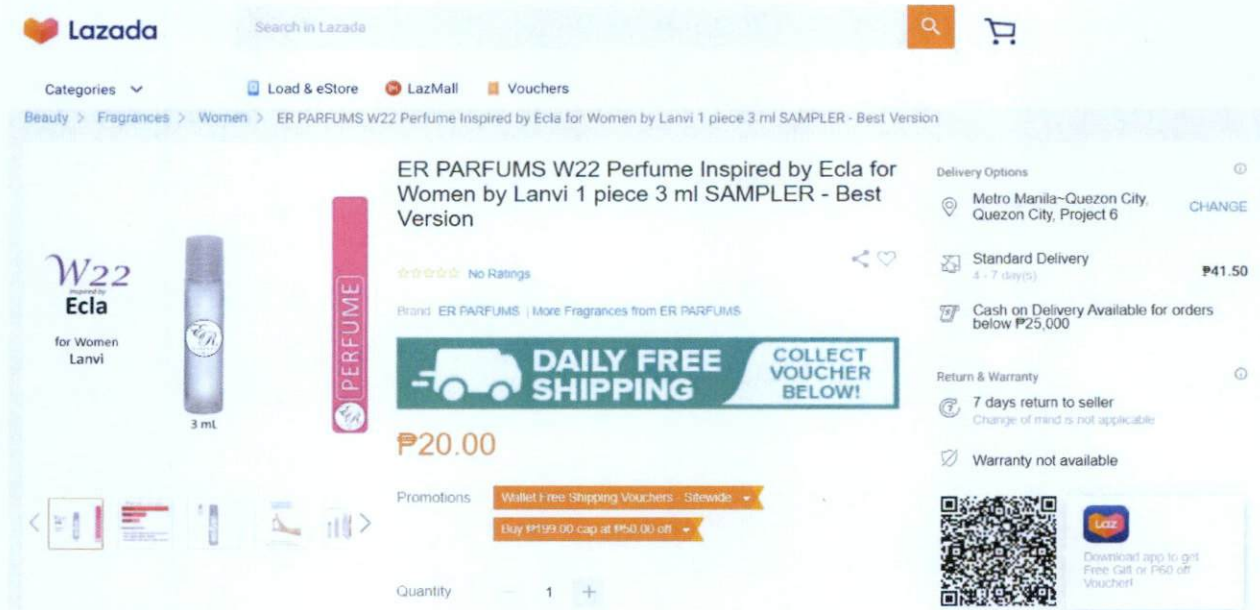 Lazada
Search in Lazada
Categories
Load & eStore
LazMall
Vouchers
Beauty > Fragrances > Women > ER PARFUMS W22 Perfume Inspired by Ecla for Women by Lanvi 1 piece 3 ml SAMPLER - Best Version
W22
inspired by
Ecla
for Women
Lanvi
ER
3 mL
PERFUME
ER
ER PARFUMS W22 Perfume Inspired by Ecla for
Women by Lanvi 1 piece 3 ml SAMPLER - Best
Version
No Ratings
Brand ER PARFUMS | More Fragrances from ER PARFUMS
DAILY FREE
SHIPPING
COLLECT
VOUCHER
BELOW!
₱20.00
Promotions
Wallet Free Shipping Vouchers - Sitewide
Buy ₱199.00 cap at ₱50.00 off
Quantity
1
Delivery Options
Metro Manila~Quezon City,
Quezon City, Project 6
CHANGE
Standard Delivery
₱41.50
4 - 7 day(s)
Cash on Delivery Available for orders
below ₱25,000
Return & Warranty
7 days return to seller
Change of mind is not applicable
Warranty not available
Laz
Download app to get
Free Gift or P60 off
Voucher!